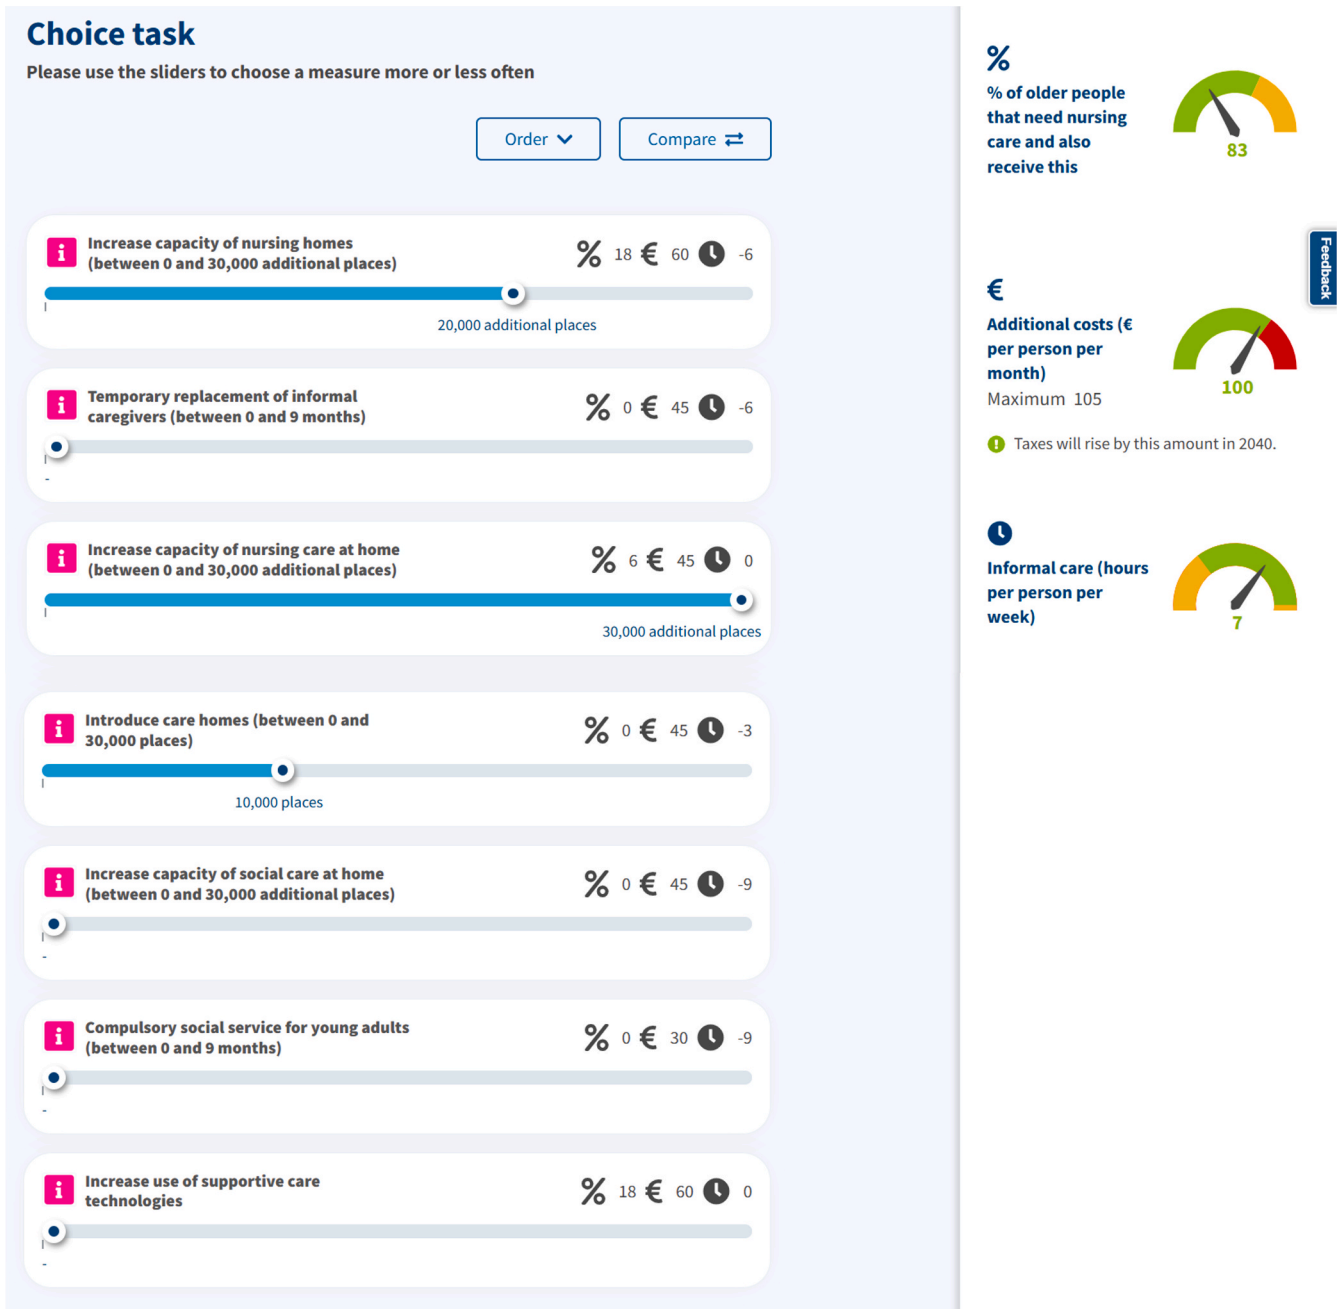 Choice task
Please use the sliders to choose a measure more or less often
Order
Compare
Increase capacity of nursing homes
(between 0 and 30,000 additional places)
% 18 € 60 -6
20,000 additional places
Temporary replacement of informal
caregivers (between 0 and 9 months)
% 0 € 45 -6
-
Increase capacity of nursing care at home
(between 0 and 30,000 additional places)
% 6 € 45 0
30,000 additional places
Introduce care homes (between 0 and
30,000 places)
% 0 € 45 -3
10,000 places
Increase capacity of social care at home
(between 0 and 30,000 additional places)
% 0 € 45 -9
-
Compulsory social service for young adults
(between 0 and 9 months)
% 0 € 30 -9
-
Increase use of supportive care
technologies
% 18 € 60 0
-
%
% of older people
that need nursing
care and also
receive this
83
Feedback
€
Additional costs (€
per person per
month)
Maximum 105
100
Taxes will rise by this amount in 2040.
Informal care (hours
per person per
week)
7